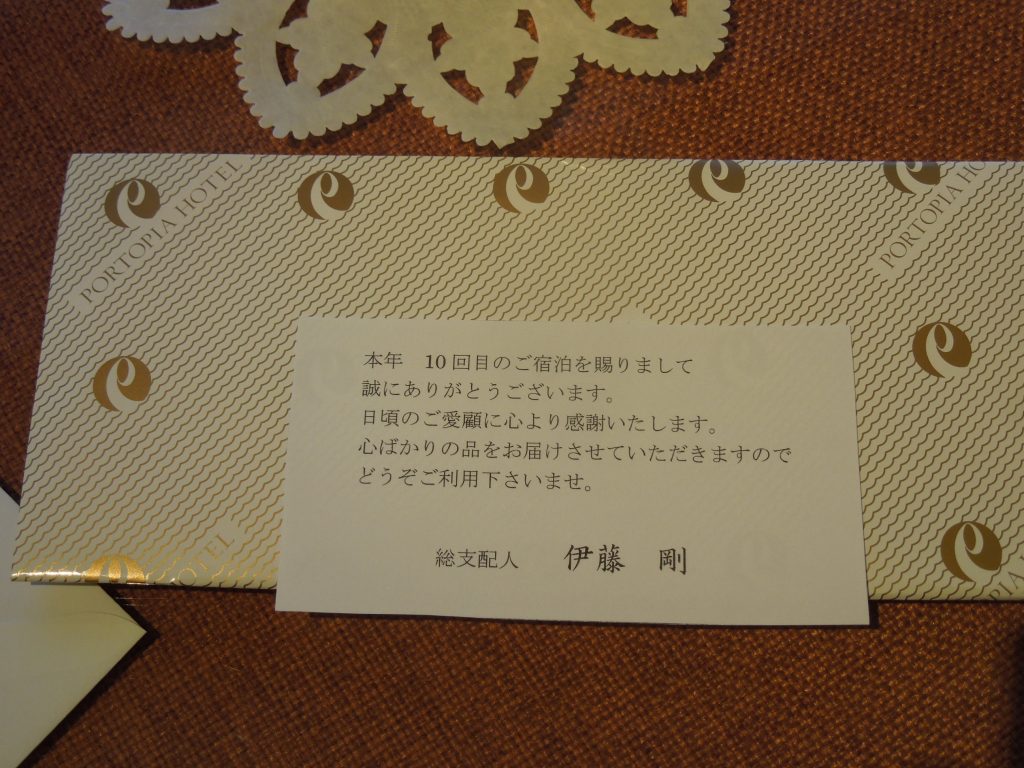 PORTOPIA HOTEL
PORTOPIA HO
HOTEL
本年　10回目のご宿泊を賜りまして
誠にありがとうございます。
日頃のご愛顧に心より感謝いたします。
心ばかりの品をお届けさせていただきますので
どうぞご利用下さいませ。
総支配人　伊藤　剛